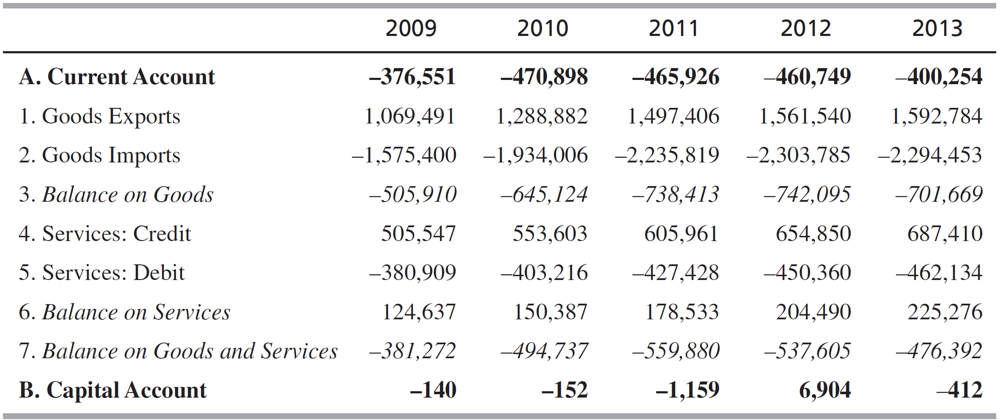 2009 2010 2011 2012 2013
A. Current Account –376,551 –470,898 –465,926 –460,749 –400,254
1. Goods Exports 1,069,491 1,288,882 1,497,406 1,561,540 1,592,784
2. Goods Imports –1,575,400 –1,934,006 –2,235,819 –2,303,785 –2,294,453
3. Balance on Goods –505,910 –645,124 –738,413 –742,095 –701,669
4. Services: Credit 505,547 553,603 605,961 654,850 687,410
5. Services: Debit –380,909 –403,216 –427,428 –450,360 –462,134
6. Balance on Services 124,637 150,387 178,533 204,490 225,276
7. Balance on Goods and Services –381,272 –494,737 –559,880 –537,605 –476,392
B. Capital Account –140 –152 –1,159 6,904 –412